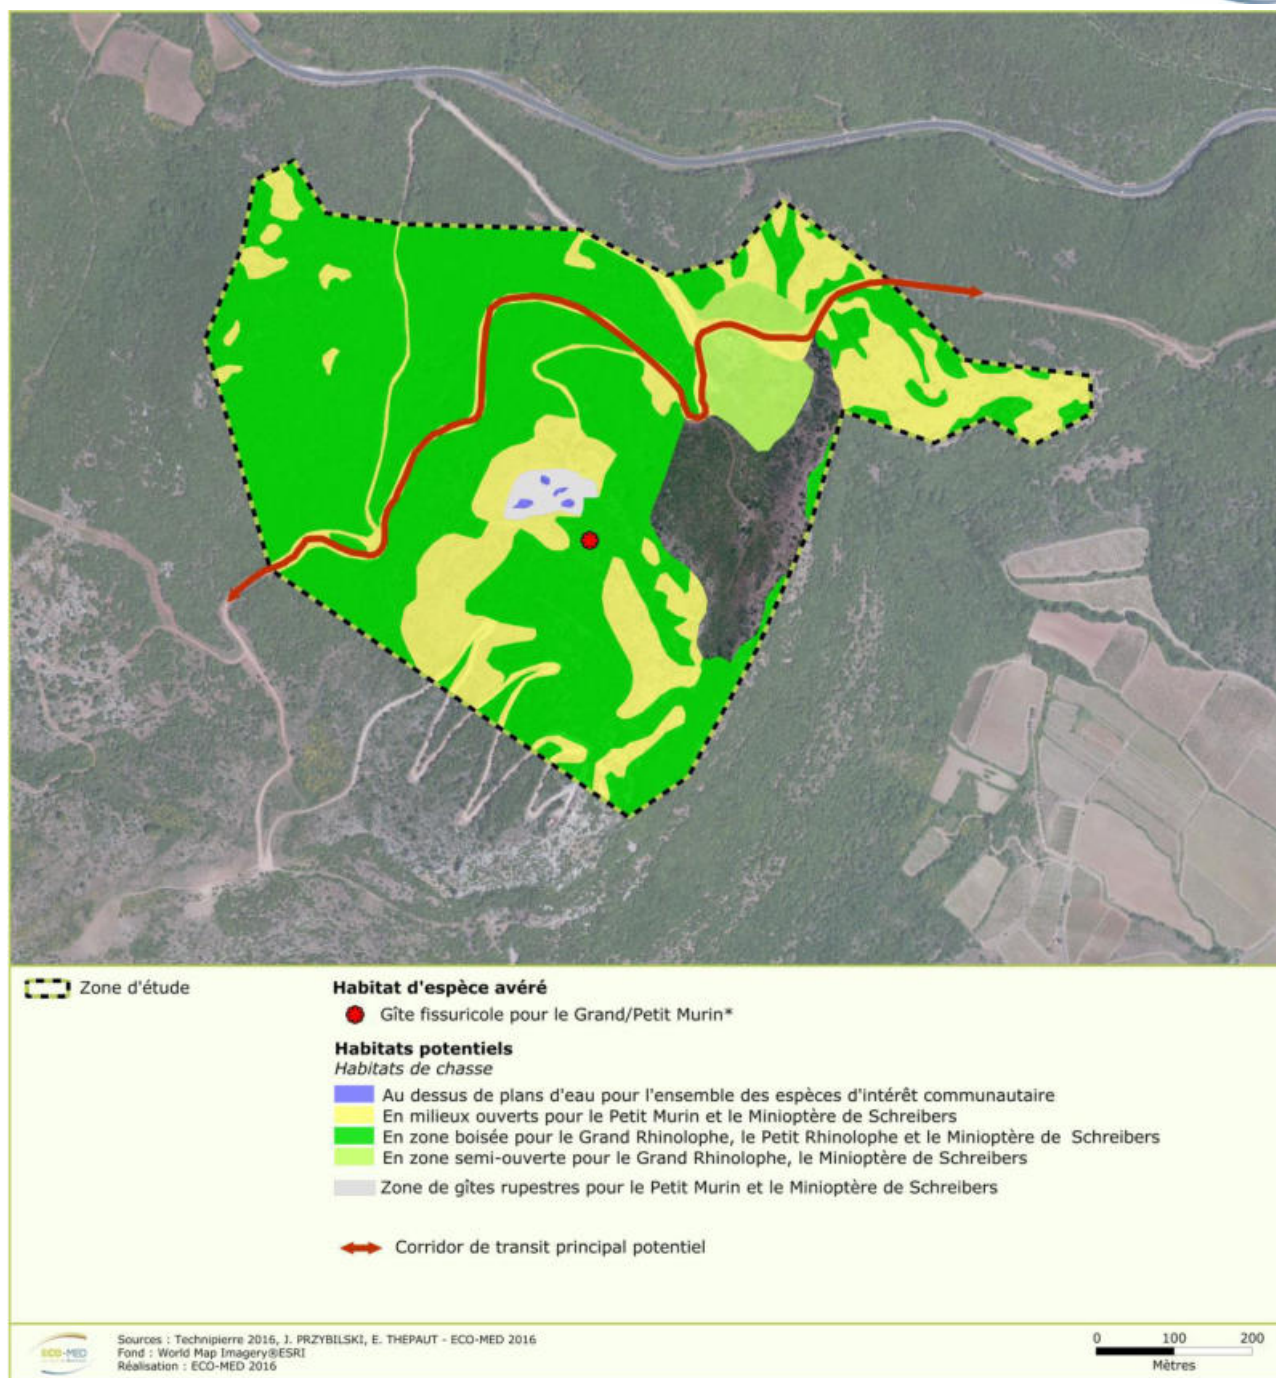 Zone d'étude
Habitat d'espèce avéré
Gîte fissuricole pour le Grand/Petit Murin*
Habitats potentiels
Habitats de chasse
Au dessus de plans d'eau pour l'ensemble des espèces d'intérêt communautaire
En milieux ouverts pour le Petit Murin et le Minioptère de Schreibers
En zone boisée pour le Grand Rhinolophe, le Petit Rhinolophe et le Minioptère de Schreibers
En zone semi-ouverte pour le Grand Rhinolophe, le Minioptère de Schreibers
Zone de gîtes rupestres pour le Petit Murin et le Minioptère de Schreibers
Corridor de transit principal potentiel
ECO-MED
Sources : Technipierre 2016, J. PRZYBILSKI, E. THEPAUT - ECO-MED 2016
Fond : World Map Imagery®ESRI
Réalisation : ECO-MED 2016
0 100 200
Mètres